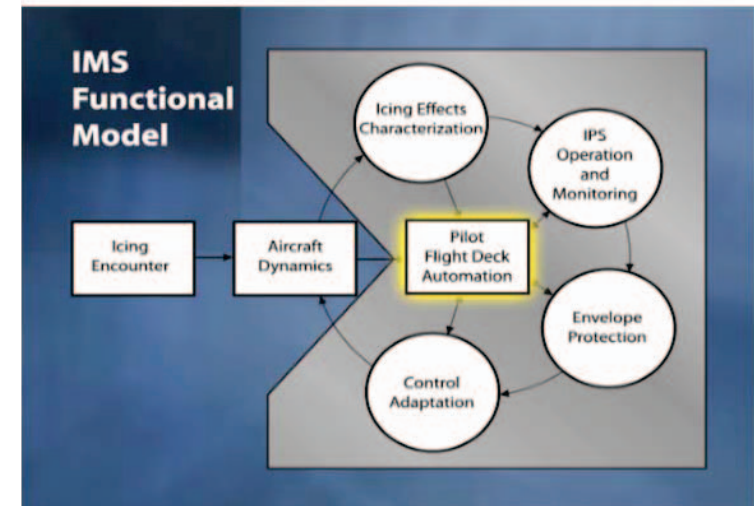 IMS
Functional
Model
Icing Effects
Characterization
IPS
Operation
and
Monitoring
Icing
Encounter
Aircraft
Dynamics
Pilot
Flight Deck
Automation
Envelope
Protection
Control
Adaptation